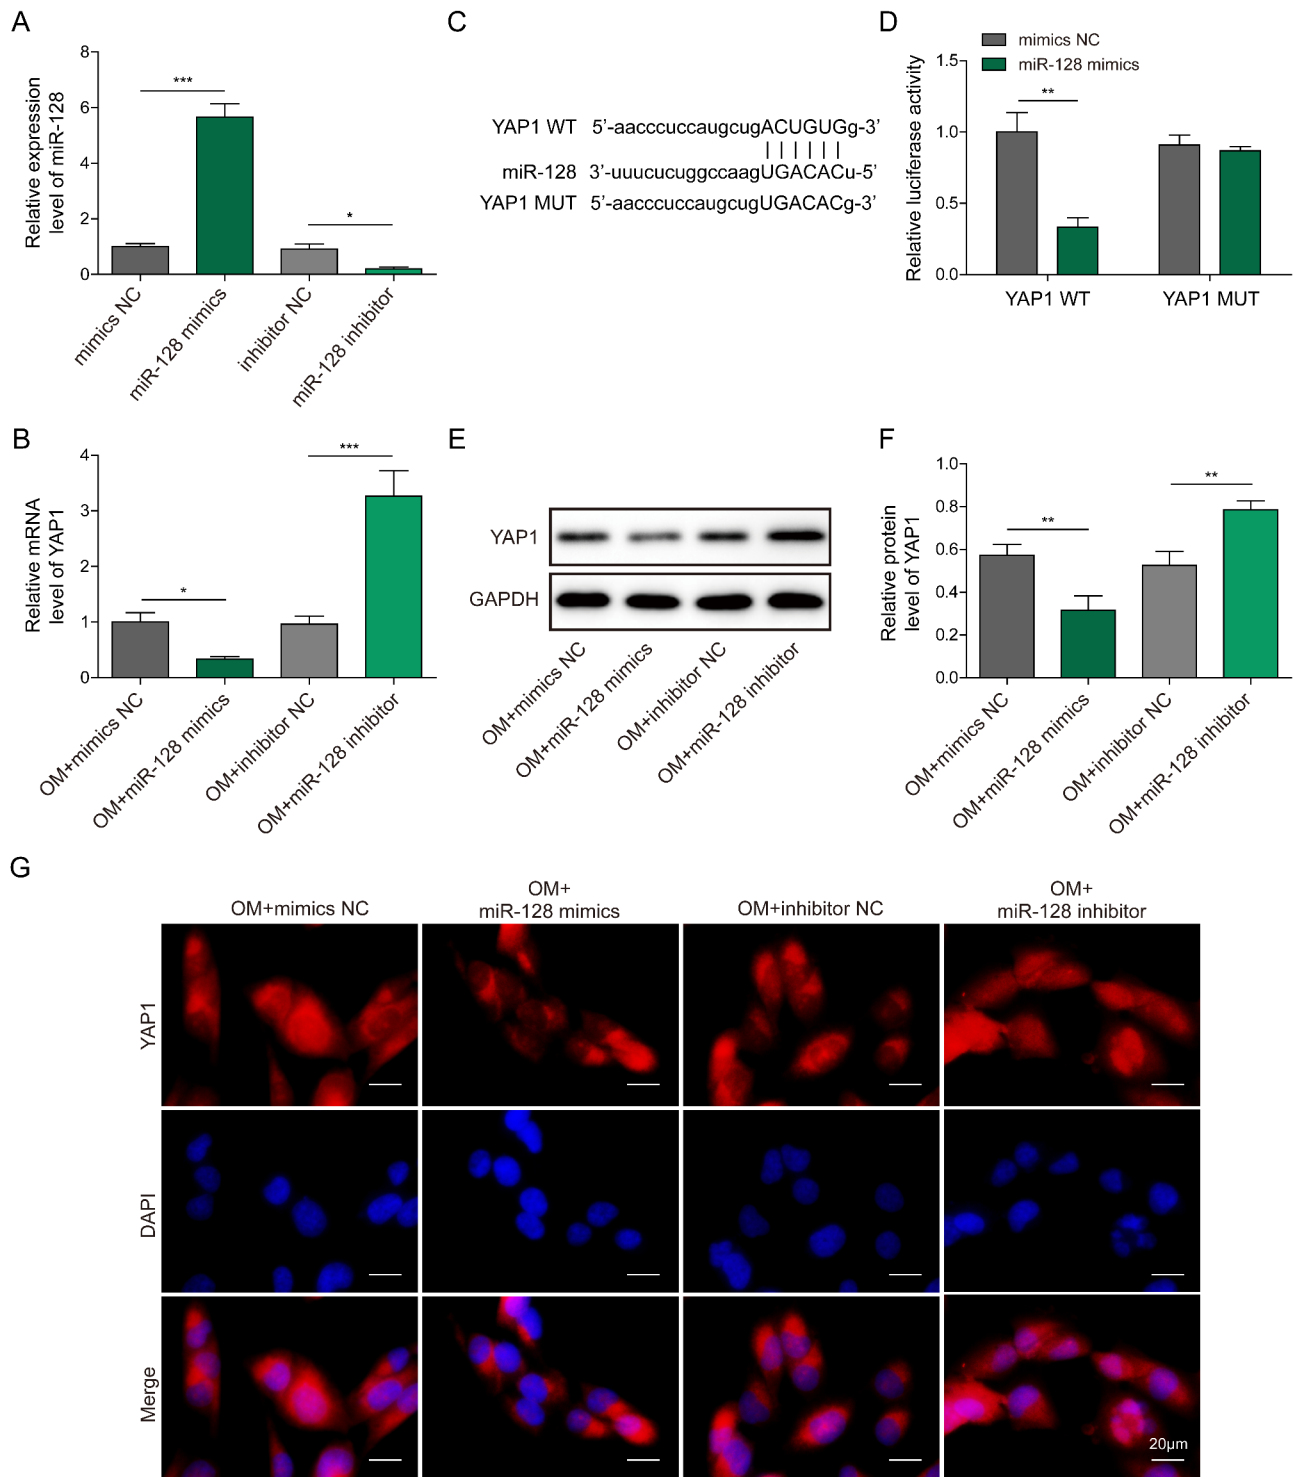 A
Relative expression
level of miR-128
8
6
4
2
0
***
*
mimics NC
miR-128 mimics
inhibitor NC
miR-128 inhibitor
C
YAP1 WT 5’-aacccuccaugcugACUGUGg-3’
miR-128 3’-uuucucuggccaagUGACACu-5’
YAP1 MUT 5’-aacccuccaugcugUGACACg-3’
D
mimics NC
miR-128 mimics
Relative luciferase activity
1.5
1.0
0.5
0.0
**
YAP1 WT
YAP1 MUT
B
Relative mRNA
level of YAP1
4
3
2
1
0
*
***
OM+mimics NC
OM+miR-128 mimics
OM+inhibitor NC
OM+miR-128 inhibitor
E
YAP1
GAPDH
OM+mimics NC
OM+miR-128 mimics
OM+inhibitor NC
OM+miR-128 inhibitor
F
Relative protein
level of YAP1
1.0
0.8
0.6
0.4
0.2
0.0
**
**
OM+mimics NC
OM+miR-128 mimics
OM+inhibitor NC
OM+miR-128 inhibitor
G
OM+mimics NC
OM+
miR-128 mimics
OM+inhibitor NC
OM+
miR-128 inhibitor
YAP1
DAPI
Merge
20μm